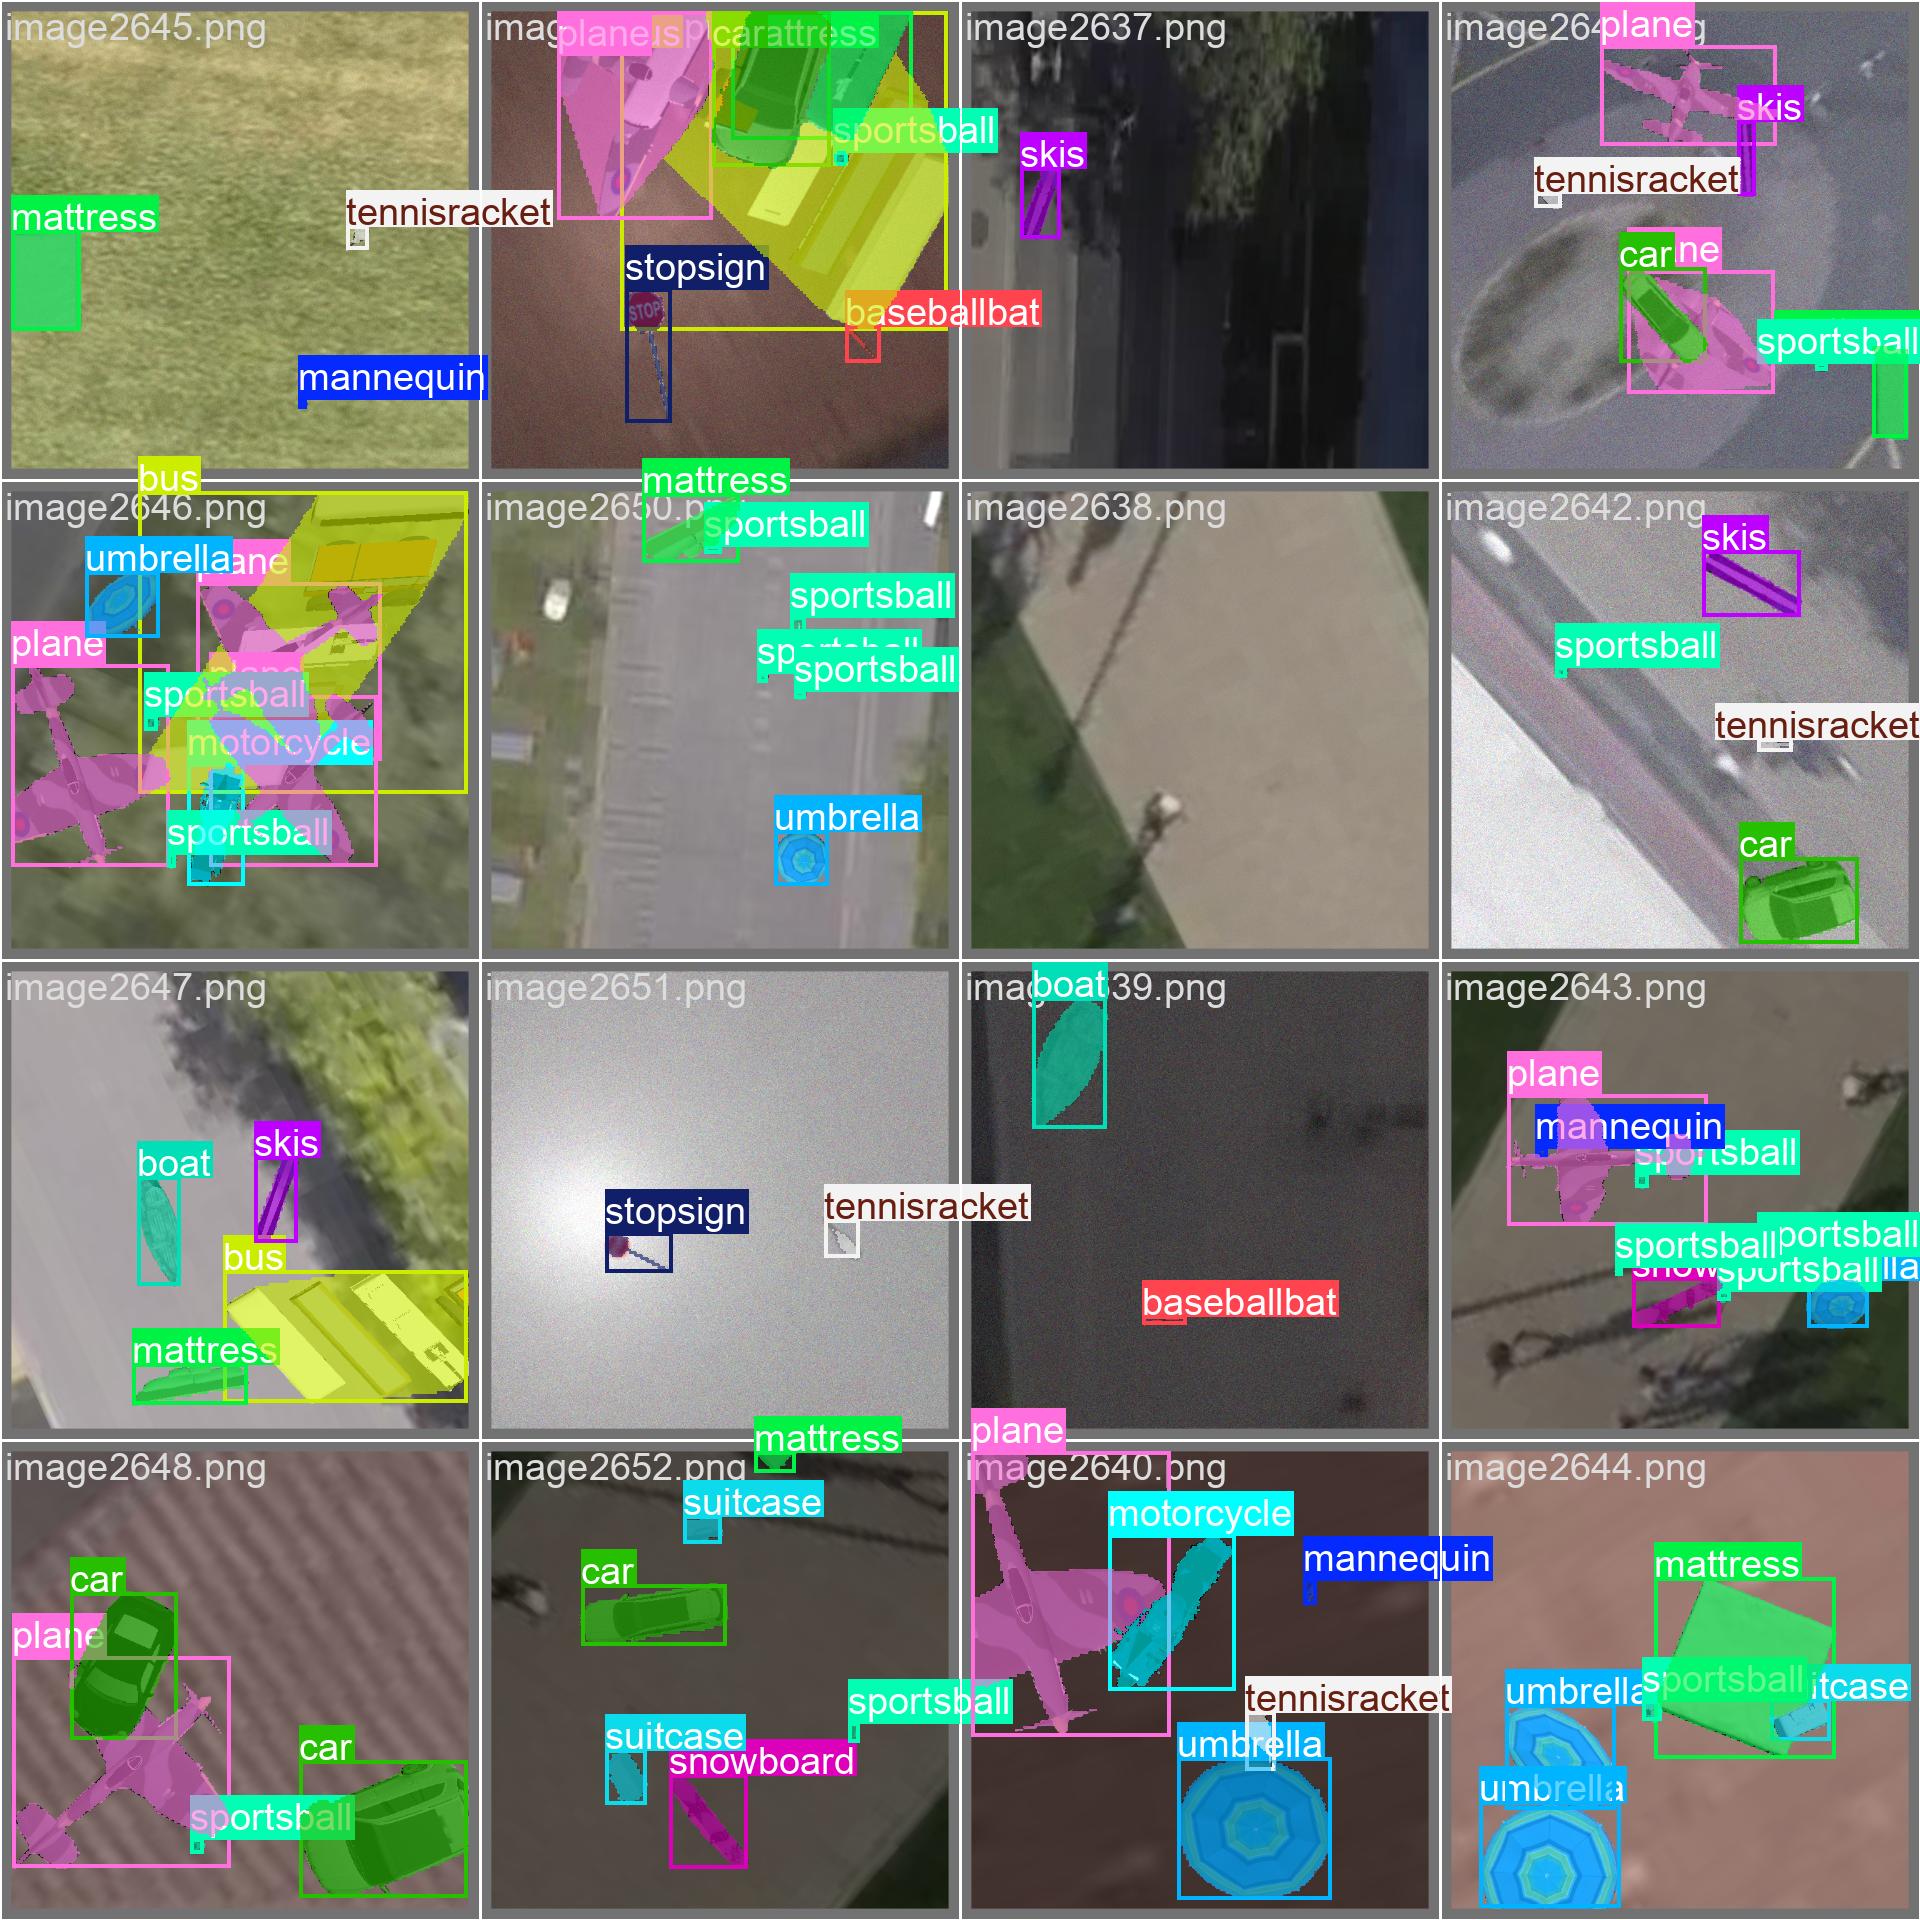 image2645.png
mattress
tennisracket
mannequin
plane
car
sportsball
stopsign
STOP
baseballbat
image2637.png
skis
plane
skis
tennisracket
car
sportsball
bus
image2646.png
umbrella
plane
sportsball
motorcycle
sportsball
mattress
sportsball
sportsball
sportsball
umbrella
image2638.png
image2642.png
skis
sportsball
tennisracket
car
image2647.png
boat
skis
bus
mattress
image2651.png
stopsign
tennisracket
boat
baseballbat
image2643.png
plane
mannequin
sportsball
sportsball
sportsball
image2648.png
car
plane
car
sportsball
mattress
image2652.png
suitcase
car
sportsball
suitcase
snowboard
plane
image2640.png
motorcycle
mannequin
tennisracket
umbrella
image2644.png
mattress
umbrella
sportsball
umbrella